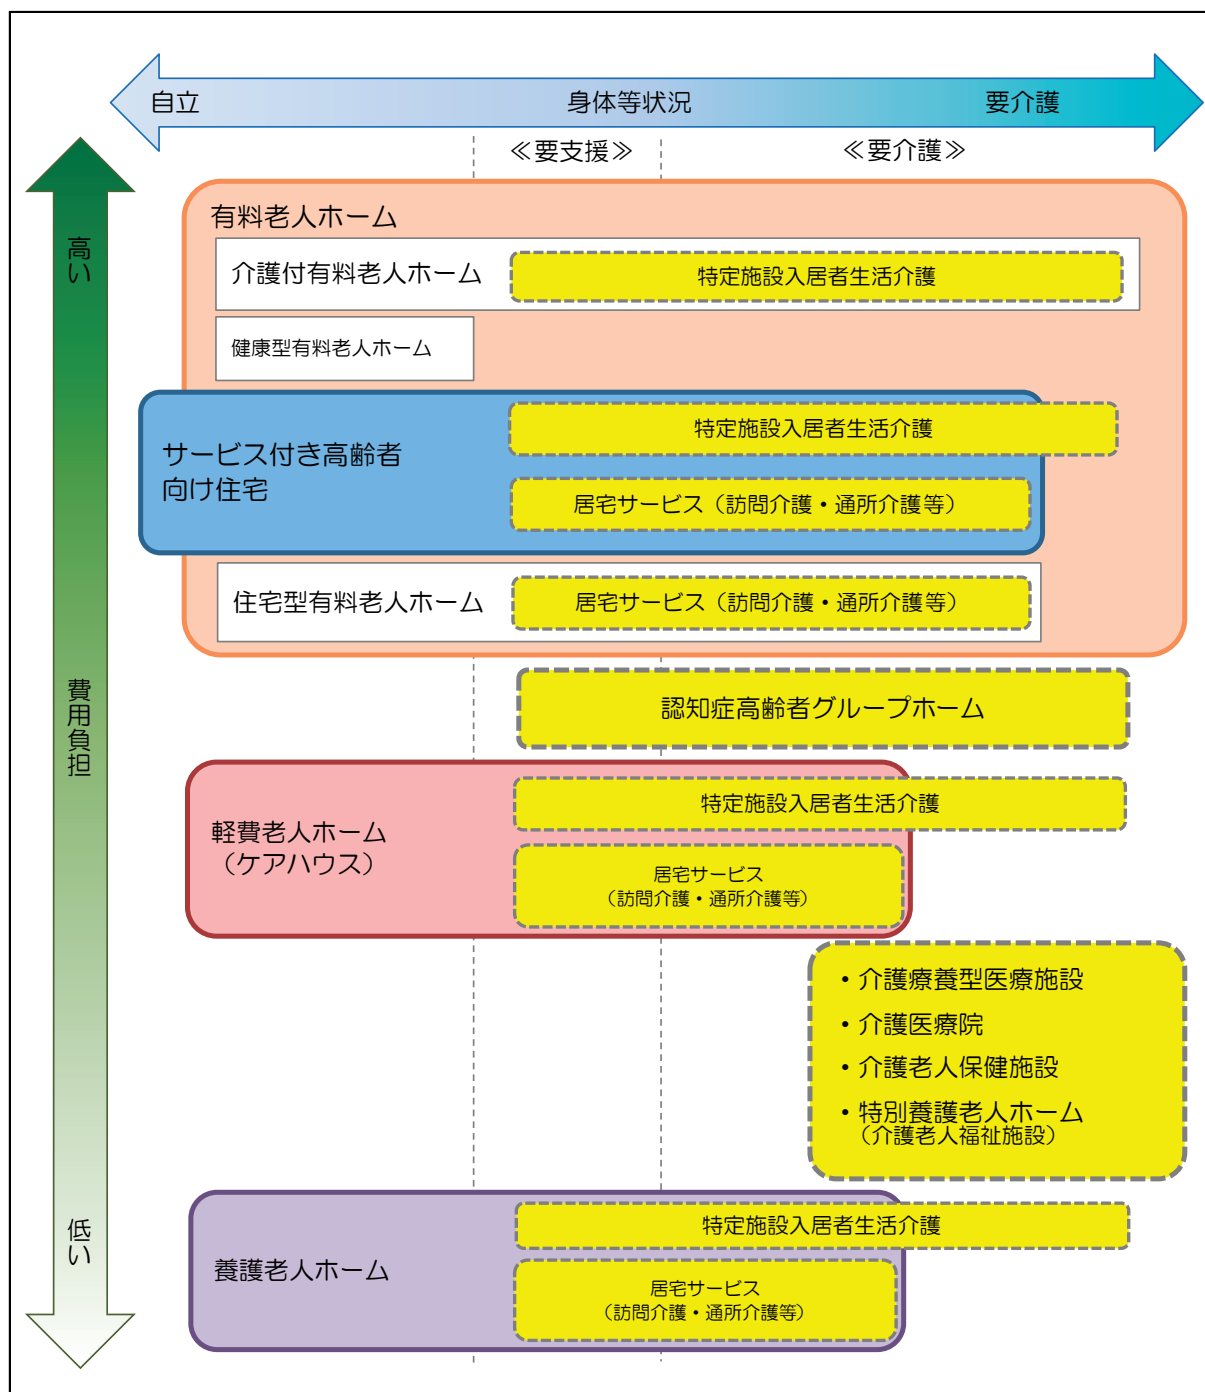 自立
身体等状況
要介護
≪要支援≫
≪要介護≫
高い
費用負担
低い
有料老人ホーム
介護付有料老人ホーム
特定施設入居者生活介護
健康型有料老人ホーム
サービス付き高齢者
向け住宅
特定施設入居者生活介護
居宅サービス（訪問介護・通所介護等）
住宅型有料老人ホーム
居宅サービス（訪問介護・通所介護等）
認知症高齢者グループホーム
軽費老人ホーム
（ケアハウス）
特定施設入居者生活介護
居宅サービス
（訪問介護・通所介護等）
・介護療養型医療施設
・介護医療院
・介護老人保健施設
・特別養護老人ホーム
（介護老人福祉施設）
養護老人ホーム
特定施設入居者生活介護
居宅サービス
（訪問介護・通所介護等）